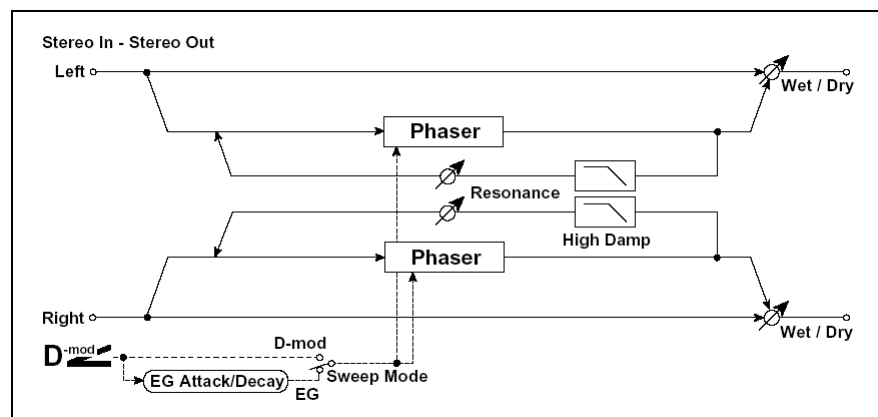 Stereo In - Stereo Out
Left
Wet / Dry
Phaser
Resonance
High Damp
Phaser
Right
Wet / Dry
D-mod
D-mod
EG Attack/Decay
EG
Sweep Mode